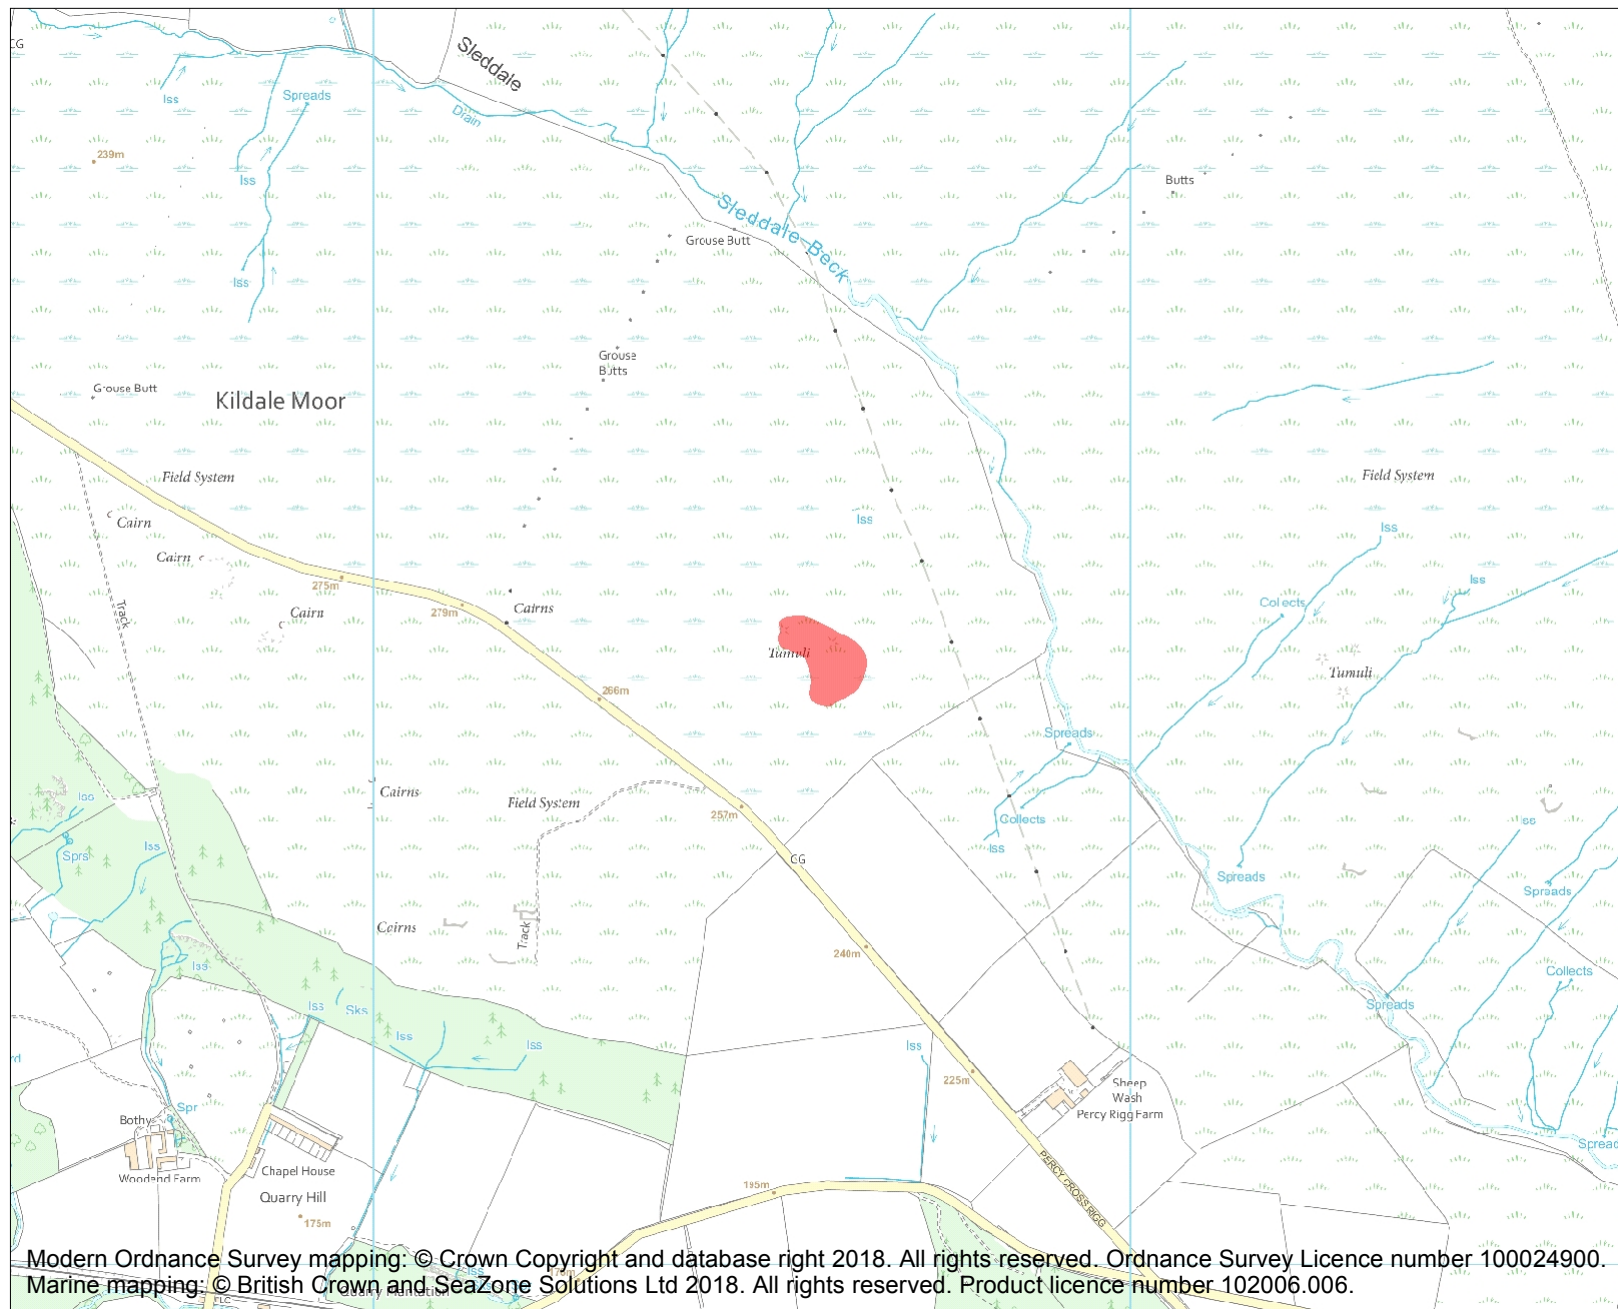 CG
Sleddale
Iss
Spreads
Drain
239m
Iss
Butts
Sleddale Beck
Grouse Butt
Iss
Grouse
Butts
Grouse Butt
Kildale Moor
Field System
Field System
Cairn
Iss
Iss
Cairn
275m
Iss
Collects
Track
Cairn
279m
Cairns
Tumuli
Tumuli
266m
Spreads
Iss
Cairns
Field System
257m
Collects
Iss
Iss
Sprs
CG
Spreads
Spreads
Cairns
Track
240m
Iss
Collects
Iss
Sks
Iss
Iss
Iss
Spreads
225m
Sheep
Wash
Percy Rigg Farm
Spr
Bothy
Woodend Farm
Chapel House
Quarry Hill
175m
195m
PERCY CROSS RIGG
Modern Ordnance Survey mapping: © Crown Copyright and database right 2018. All rights reserved. Ordnance Survey Licence number 100024900.
Marine mapping: © British Crown and SeaZone Solutions Ltd 2018. All rights reserved. Product licence number 102006.006.
Iss
Quarry Plantation